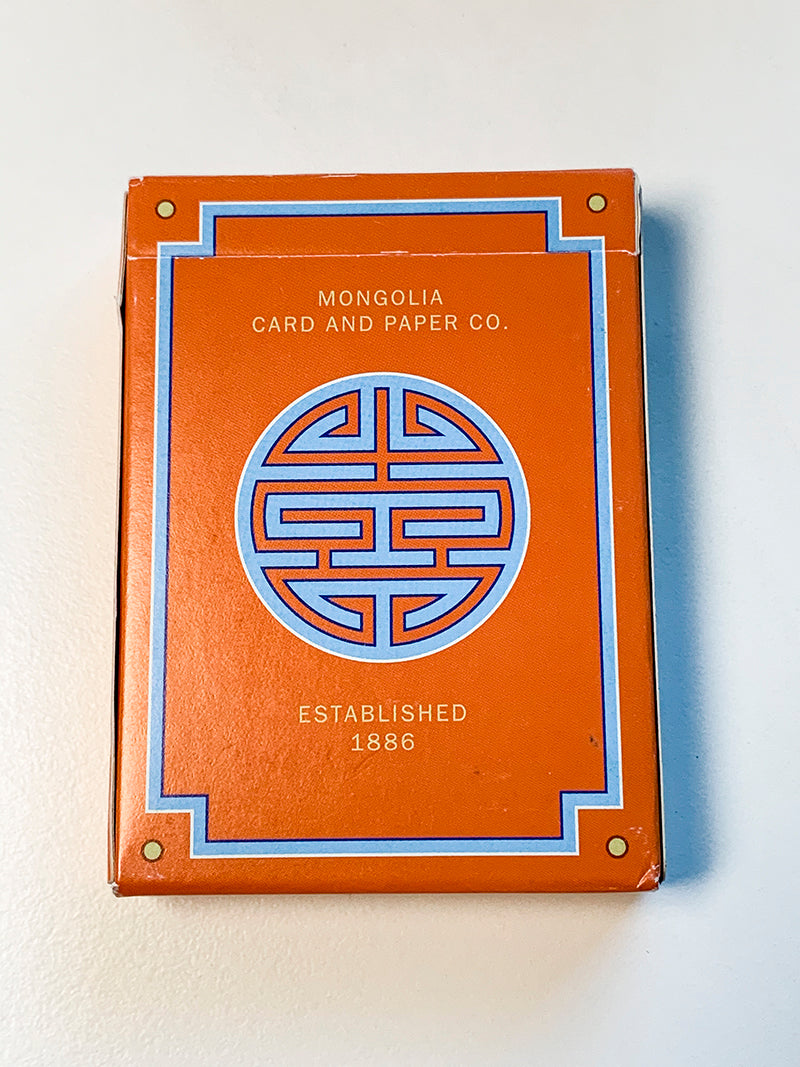 MONGOLIA
CARD AND PAPER CO.
ESTABLISHED
1886